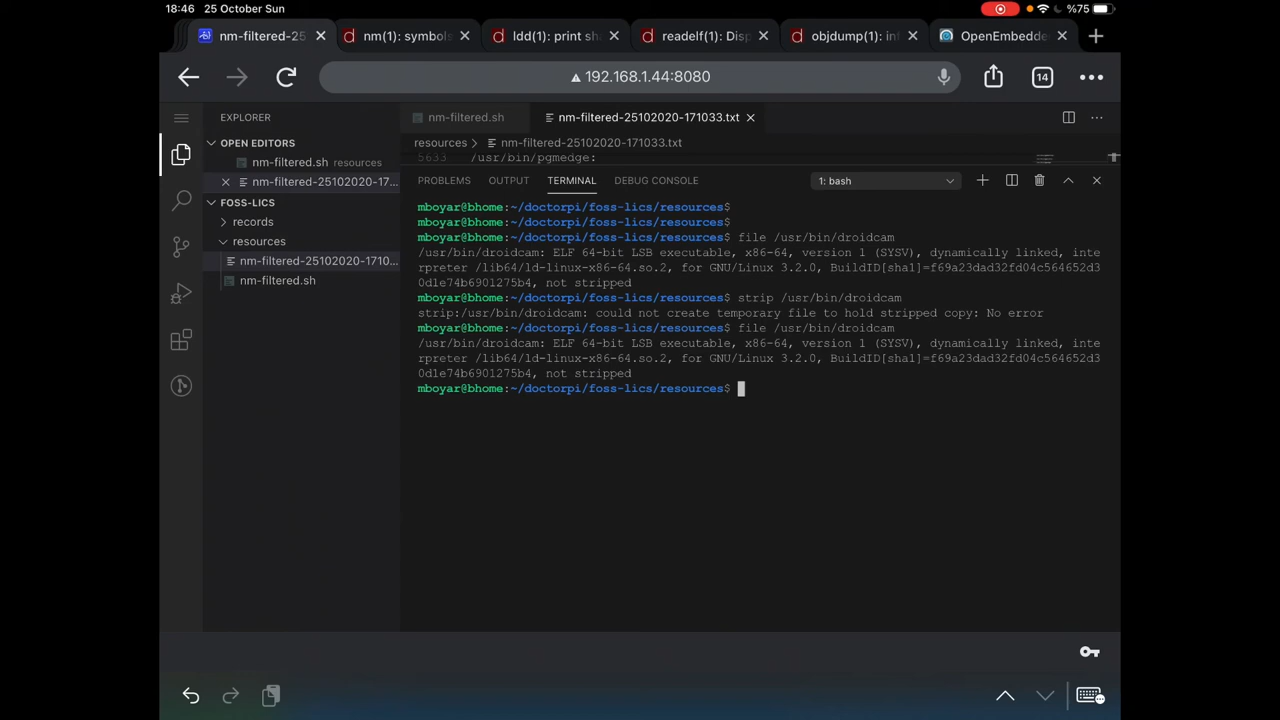 18:46 25 October Sun
%75
nm-filtered-25
nm(1): symbols
ldd(1): print sh
readelf(1): Disp
objdump(1): in
OpenEmbedde
192.168.1.44:8080
14
EXPLORER
nm-filtered.sh
nm-filtered-25102020-171033.txt
OPEN EDITORS
resources > nm-filtered-25102020-171033.txt
nm-filtered.sh resources
5633 /usr/bin/pgmedge:
nm-filtered-25102020-17...
PROBLEMS OUTPUT TERMINAL DEBUG CONSOLE
1: bash
FOSS-LICS
records
resources
nm-filtered-25102020-1710...
nm-filtered.sh
mboyar@bhome:~/doctorpi/foss-lics/resources$
mboyar@bhome:~/doctorpi/foss-lics/resources$
mboyar@bhome:~/doctorpi/foss-lics/resources$ file /usr/bin/droidcam
/usr/bin/droidcam: ELF 64-bit LSB executable, x86-64, version 1 (SYSV), dynamically linked, inte
rpreter /lib64/ld-linux-x86-64.so.2, for GNU/Linux 3.2.0, BuildID[sha1]=f69a23dad32fd04c564652d3
0d1e74b6901275b4, not stripped
mboyar@bhome:~/doctorpi/foss-lics/resources$ strip /usr/bin/droidcam
strip:/usr/bin/droidcam: could not create temporary file to hold stripped copy: No error
mboyar@bhome:~/doctorpi/foss-lics/resources$ file /usr/bin/droidcam
/usr/bin/droidcam: ELF 64-bit LSB executable, x86-64, version 1 (SYSV), dynamically linked, inte
rpreter /lib64/ld-linux-x86-64.so.2, for GNU/Linux 3.2.0, BuildID[sha1]=f69a23dad32fd04c564652d3
0d1e74b6901275b4, not stripped
mboyar@bhome:~/doctorpi/foss-lics/resources$